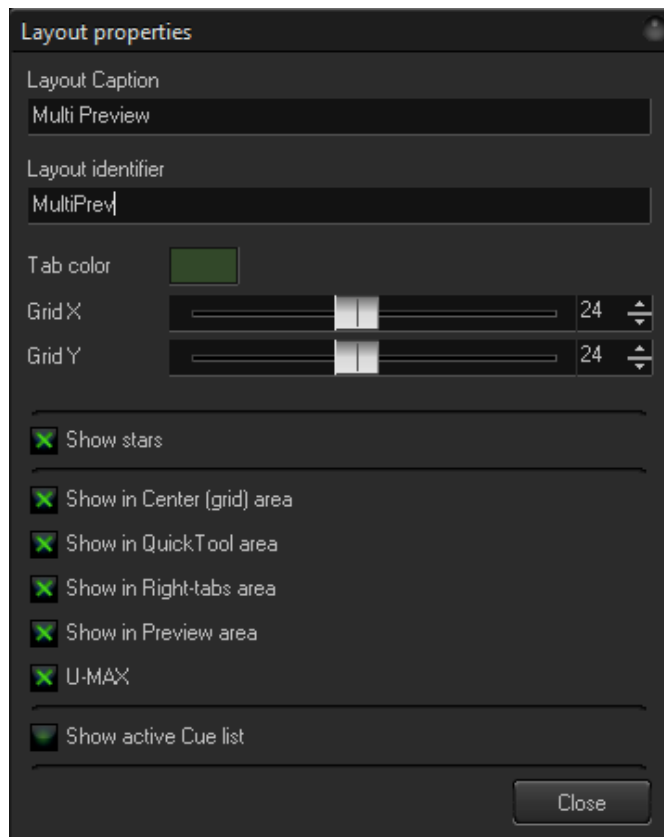 Layout properties
Layout Caption
Multi Preview
Layout identifier
MultiPrev
Tab color
Grid X 24
Grid Y 24
Show stars
Show in Center (grid) area
Show in QuickTool area
Show in Right-tabs area
Show in Preview area
U-MAX
Show active Cue list
Close